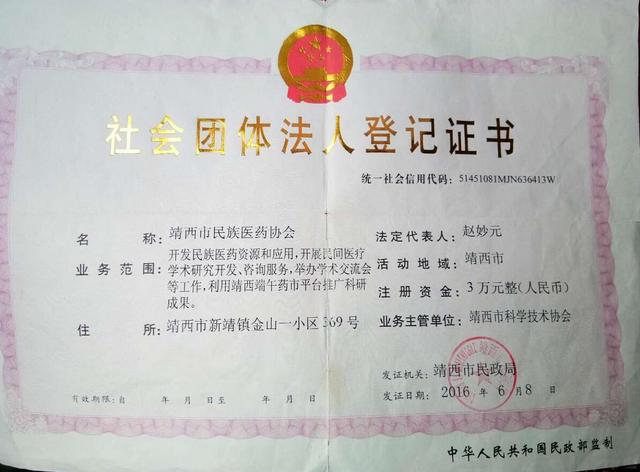 社会团体法人登记证书
统一社会信用代码：51451081MJN636413W
名称：靖西市民族医药协会
业务范围：开发民族医药资源和应用，开展民间医疗
学术研究开发、咨询服务，举办学术交流会
等工作，利用靖西端午药市平台推广科研
成果。
住所：靖西市新靖镇金山一小区369号
法定代表人：赵妙元
活动地域：靖西市
注册资金：3万元整（人民币）
业务主管单位：靖西市科学技术协会
发证机关：靖西市民政局
发证日期：2016年6月8日
有效期限：自 年 月 日至 年 月 日
中华人民共和国民政部监制